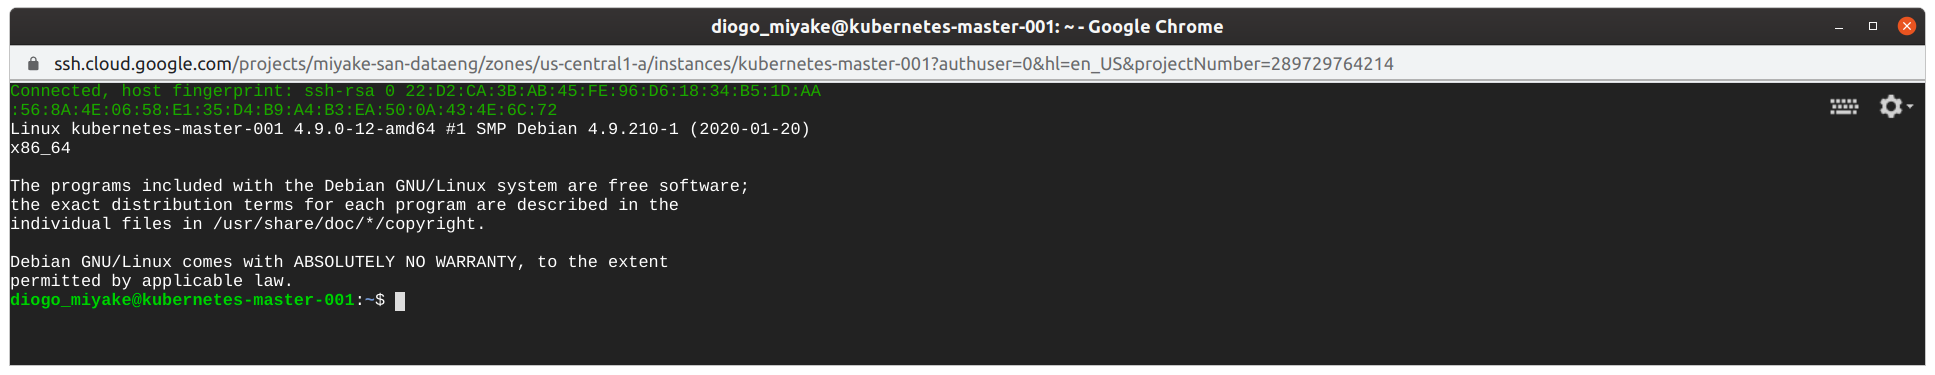 diogo_miyake@kubernetes-master-001: ~ - Google Chrome
ssh.cloud.google.com/projects/miyake-san-dataeng/zones/us-central1-a/instances/kubernetes-master-001?authuser=0&hl=en_US&projectNumber=289729764214
Connected, host fingerprint: ssh-rsa 0 22:D2:CA:3B:AB:45:FE:96:D6:18:34:B5:1D:AA
:56:8A:4E:06:58:E1:35:D4:B9:A4:B3:EA:50:0A:43:4E:6C:72
Linux kubernetes-master-001 4.9.0-12-amd64 #1 SMP Debian 4.9.210-1 (2020-01-20)
x86_64
The programs included with the Debian GNU/Linux system are free software;
the exact distribution terms for each program are described in the
individual files in /usr/share/doc/*/copyright.
Debian GNU/Linux comes with ABSOLUTELY NO WARRANTY, to the extent
permitted by applicable law.
diogo_miyake@kubernetes-master-001:~$